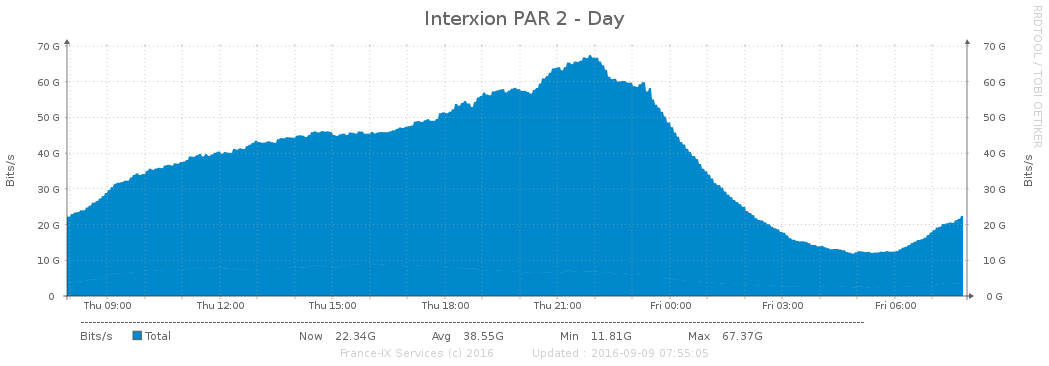 Interxion PAR 2 - Day
RRDTOOL / TOBI OETIKER
Bits/s
Bits/s
70 G 70 G
60 G 60 G
50 G 50 G
40 G 40 G
30 G 30 G
20 G 20 G
10 G 10 G
0 0 G
Thu 09:00 Thu 12:00 Thu 15:00 Thu 18:00 Thu 21:00 Fri 00:00 Fri 03:00 Fri 06:00
Bits/s Total Now 22.34G Avg 38.55G Min 11.81G Max 67.37G
France-IX Services (c) 2016 Updated : 2016-09-09 07:55:05